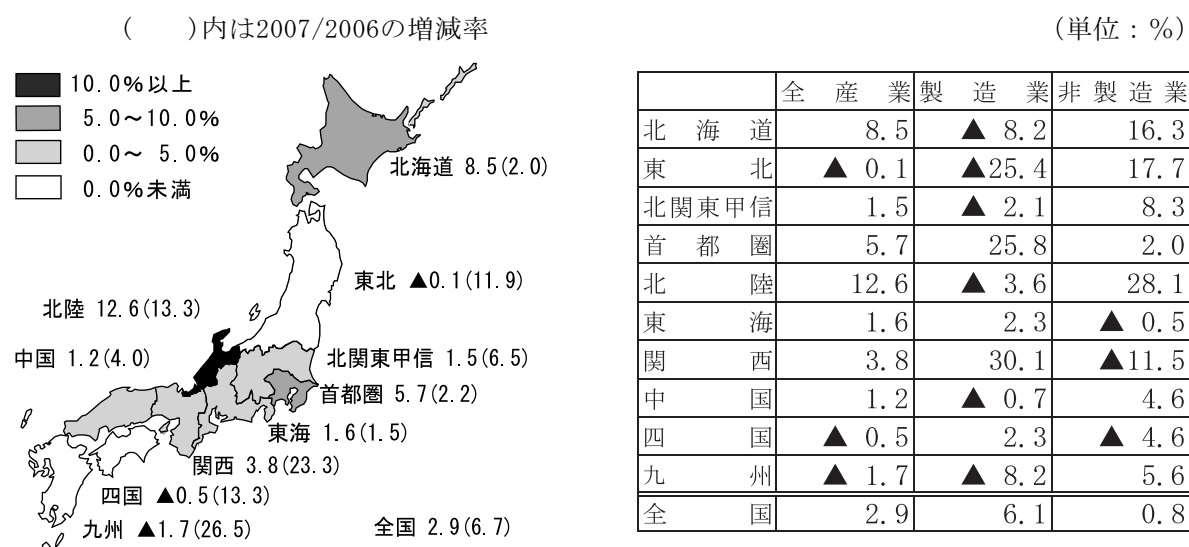 (　　)内は2007/2006の増減率
(単位：%)
10.0%以上
5.0～10.0%
0.0～ 5.0%
0.0%未満
北海道 8.5(2.0)
東北 ▲0.1(11.9)
北陸 12.6(13.3)
中国 1.2(4.0)
北関東甲信 1.5(6.5)
首都圏 5.7(2.2)
東海 1.6(1.5)
関西 3.8(23.3)
四国 ▲0.5(13.3)
九州 ▲1.7(26.5)
全国 2.9(6.7)
全産業 製造業 非製造業
北海道 8.5 ▲ 8.2 16.3
東北 ▲ 0.1 ▲25.4 17.7
北関東甲信 1.5 ▲ 2.1 8.3
首都圏 5.7 25.8 2.0
北陸 12.6 ▲ 3.6 28.1
東海 1.6 2.3 ▲ 0.5
関西 3.8 30.1 ▲11.5
中国 1.2 ▲ 0.7 4.6
四国 ▲ 0.5 2.3 ▲ 4.6
九州 ▲ 1.7 ▲ 8.2 5.6
全国 2.9 6.1 0.8